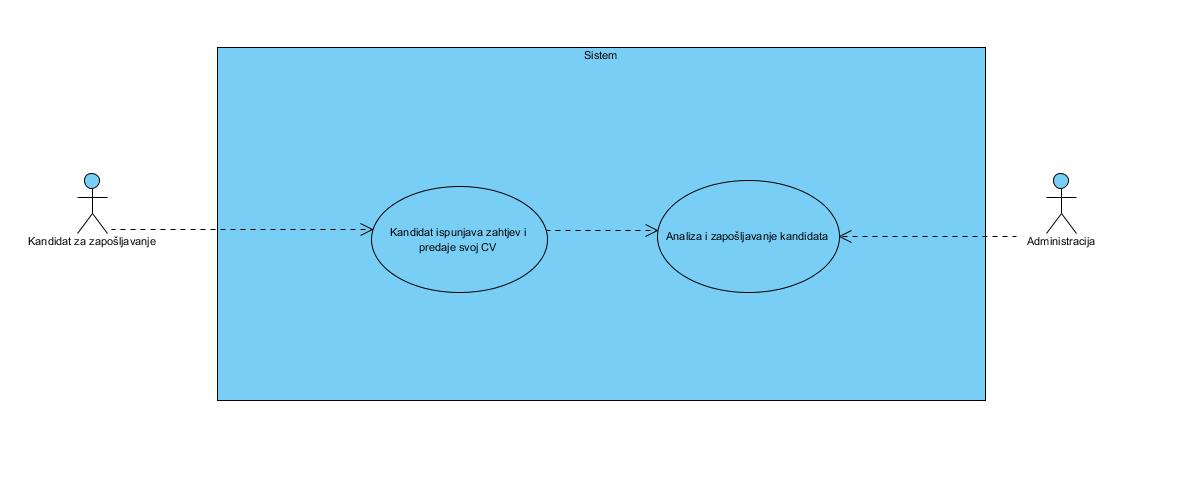 Sistem
Kandidat za zapošljavanje
Kandidat ispunjava zahtjev i
predaje svoj CV
Analiza i zapošljavanje kandidata
Administracija